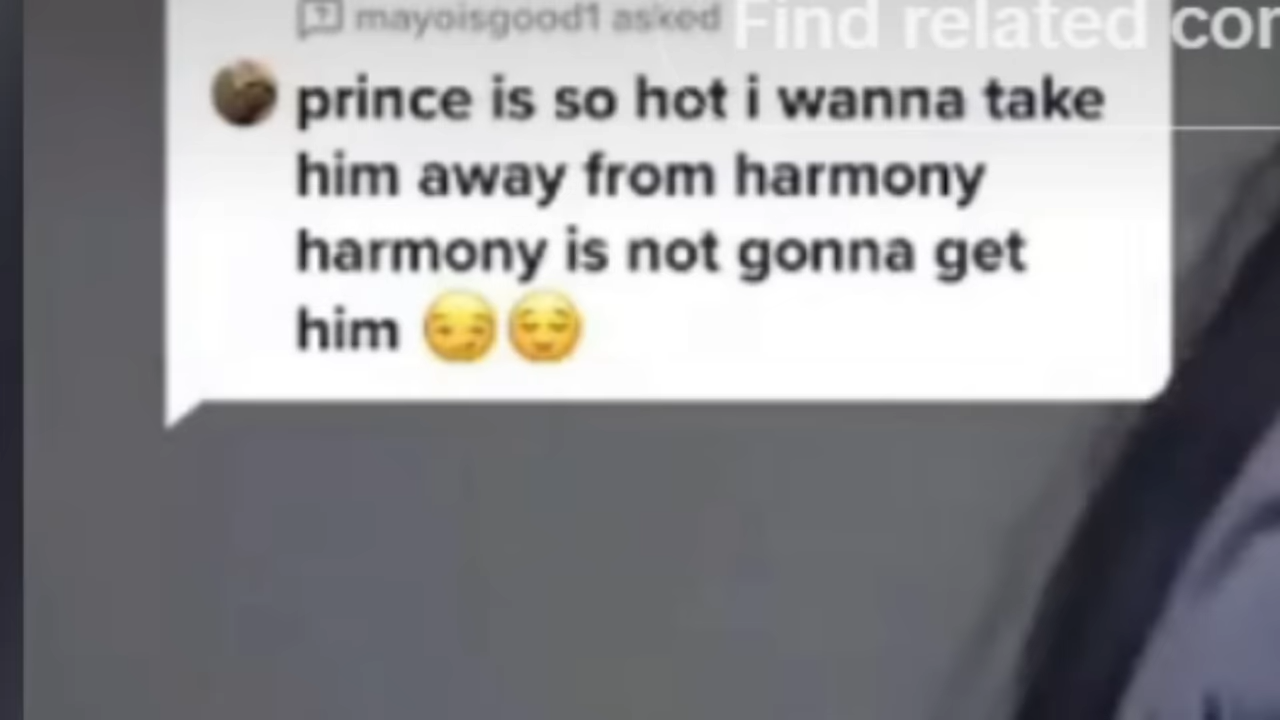 mayoisgood1 asked
Find related
prince is so hot i wanna take
him away from harmony
harmony is not gonna get
him 😏😌